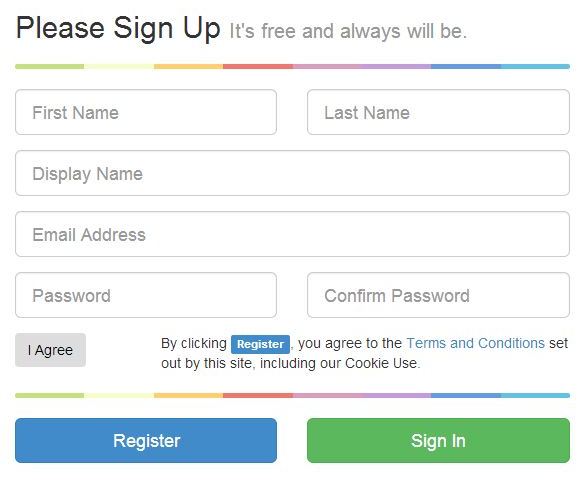 Please Sign Up It's free and always will be.
First Name Last Name
Display Name
Email Address
Password Confirm Password
I Agree By clicking Register, you agree to the Terms and Conditions set
out by this site, including our Cookie Use.
Register Sign In